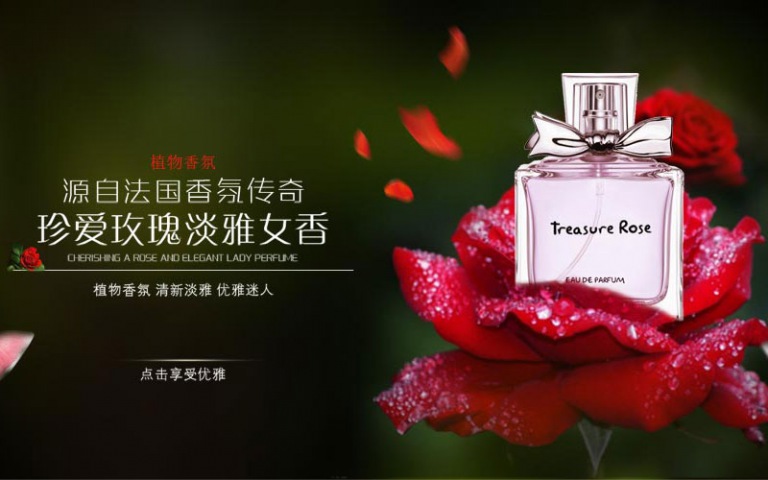 植物香氛
源自法国香氛传奇
珍爱玫瑰淡雅女香
CHERISHING A ROSE AND ELEGANT LADY PERFUME
植物香氛 清新淡雅 优雅迷人
点击享受优雅
Treasure Rose
EAU DE PARFUM